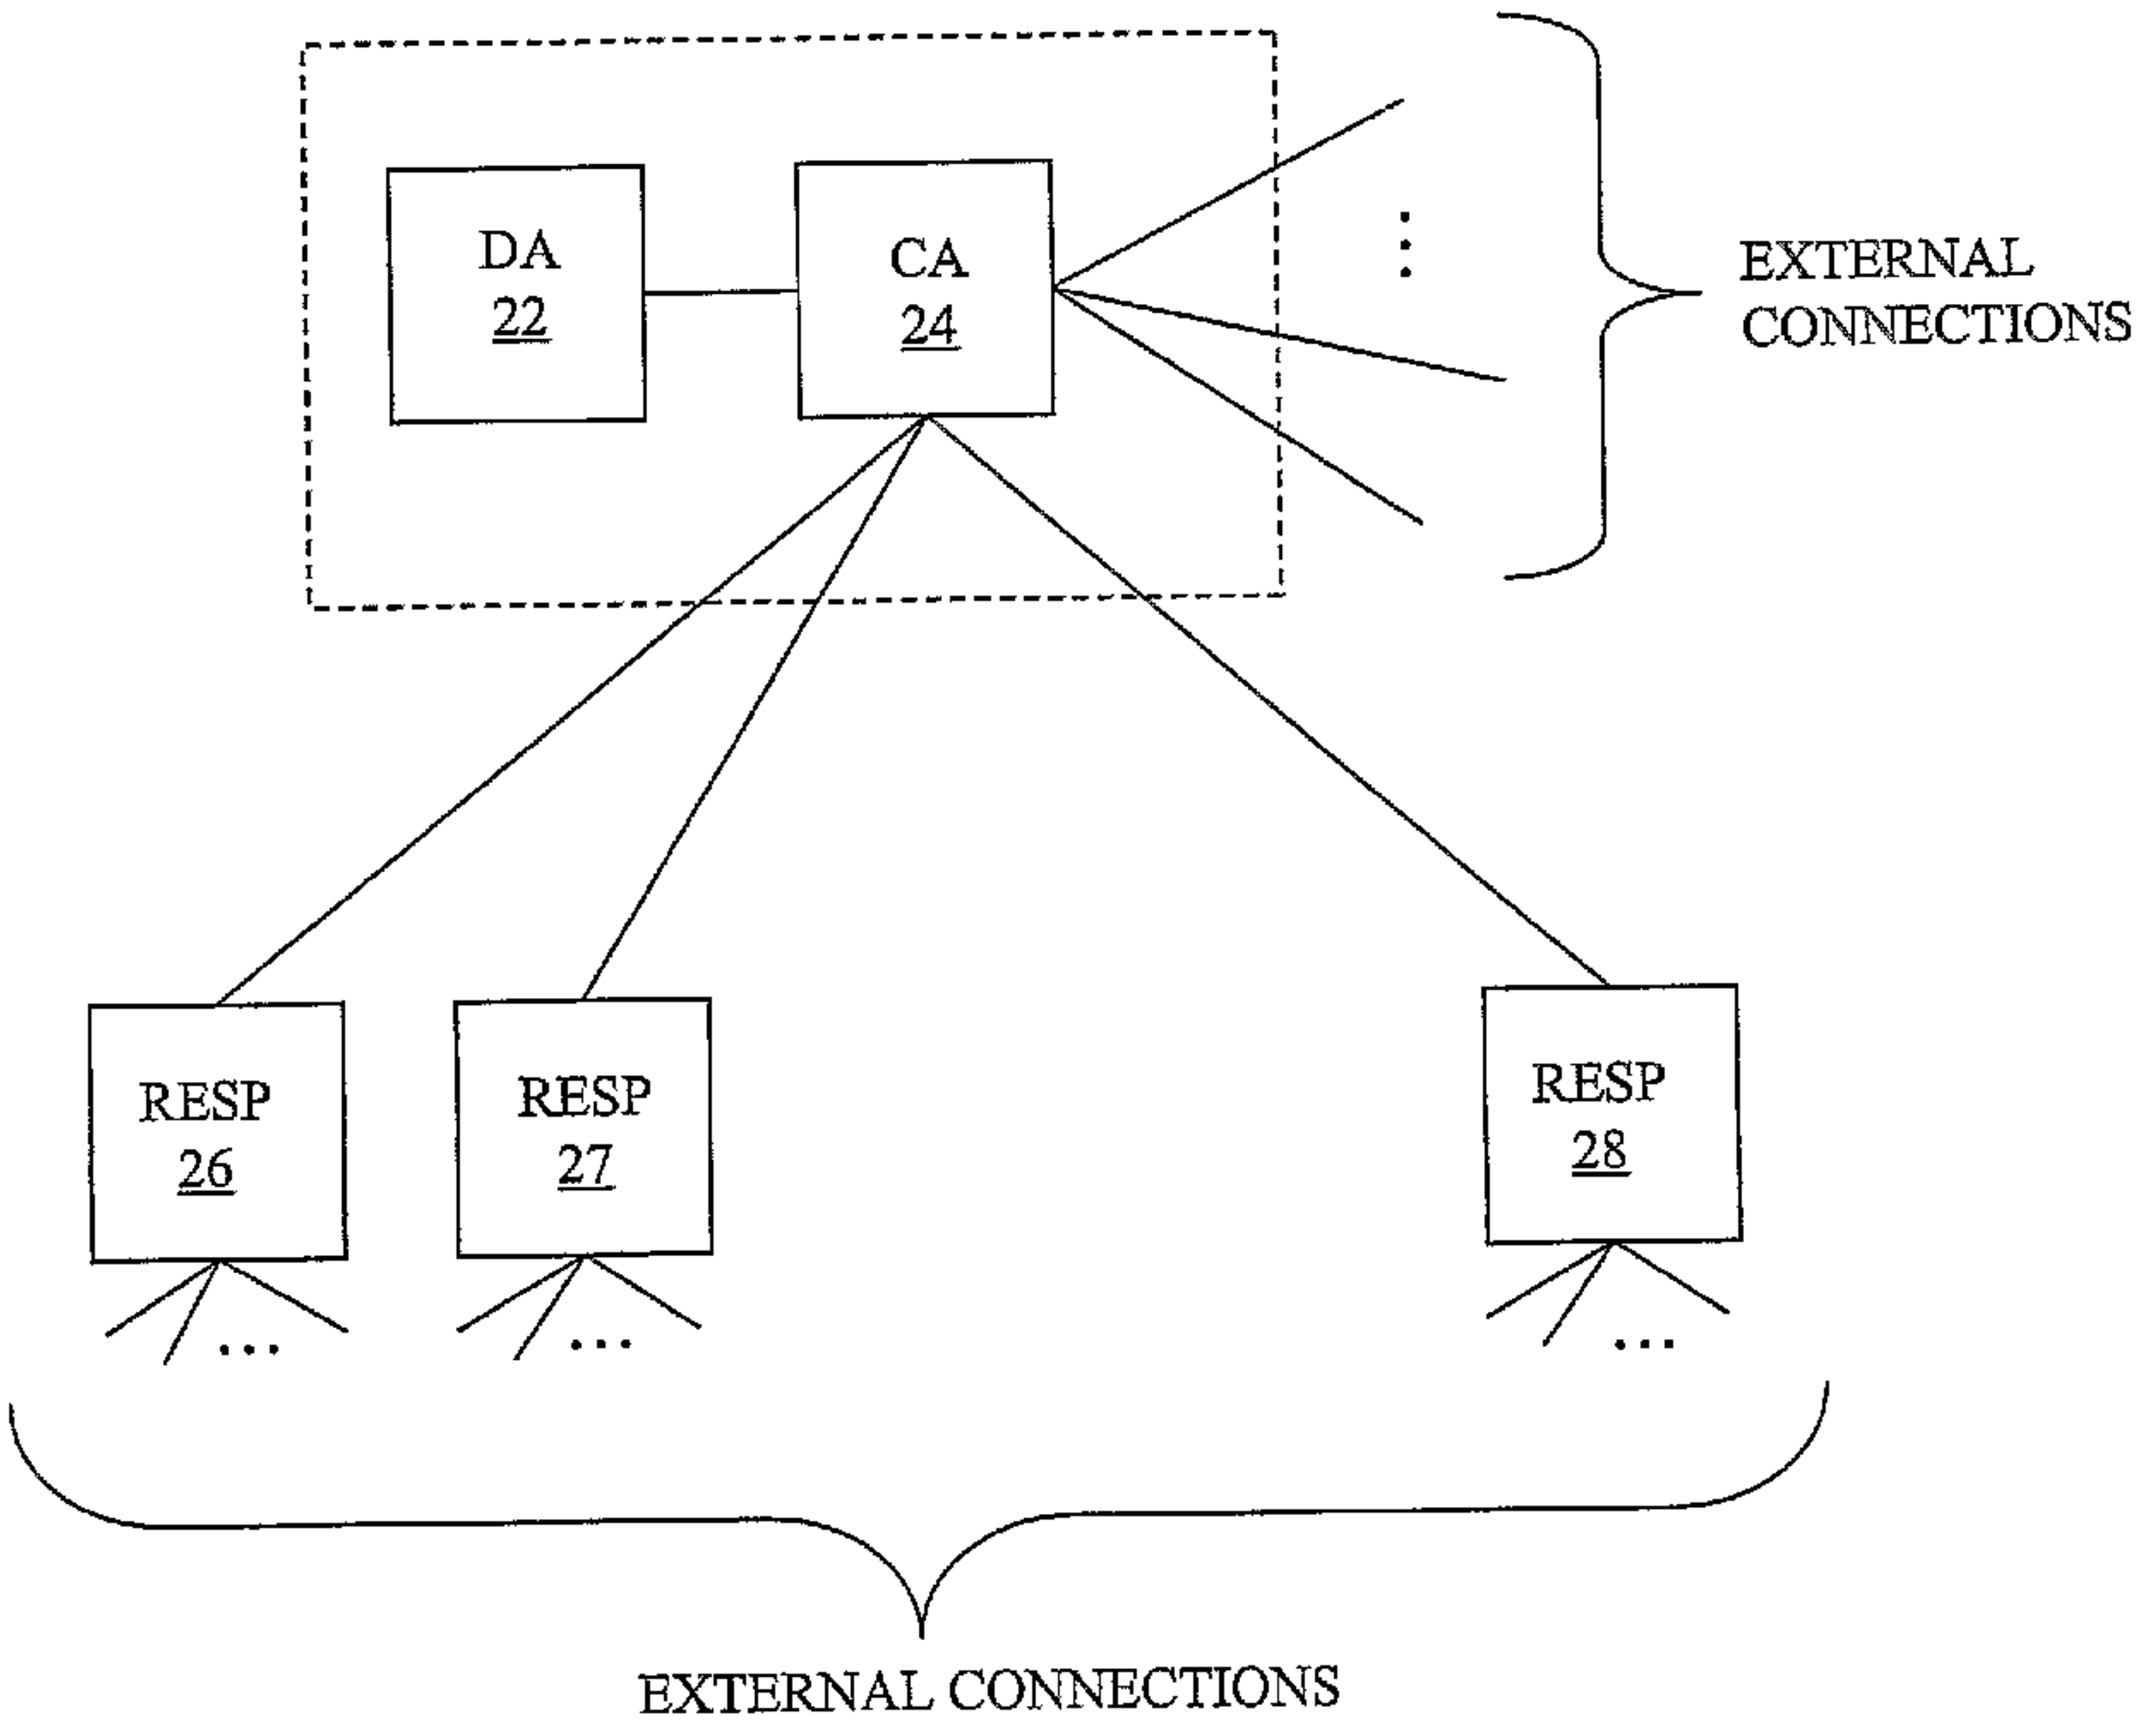 DA
22
CA
24
EXTERNAL
CONNECTIONS
RESP
26
RESP
27
RESP
28
EXTERNAL CONNECTIONS